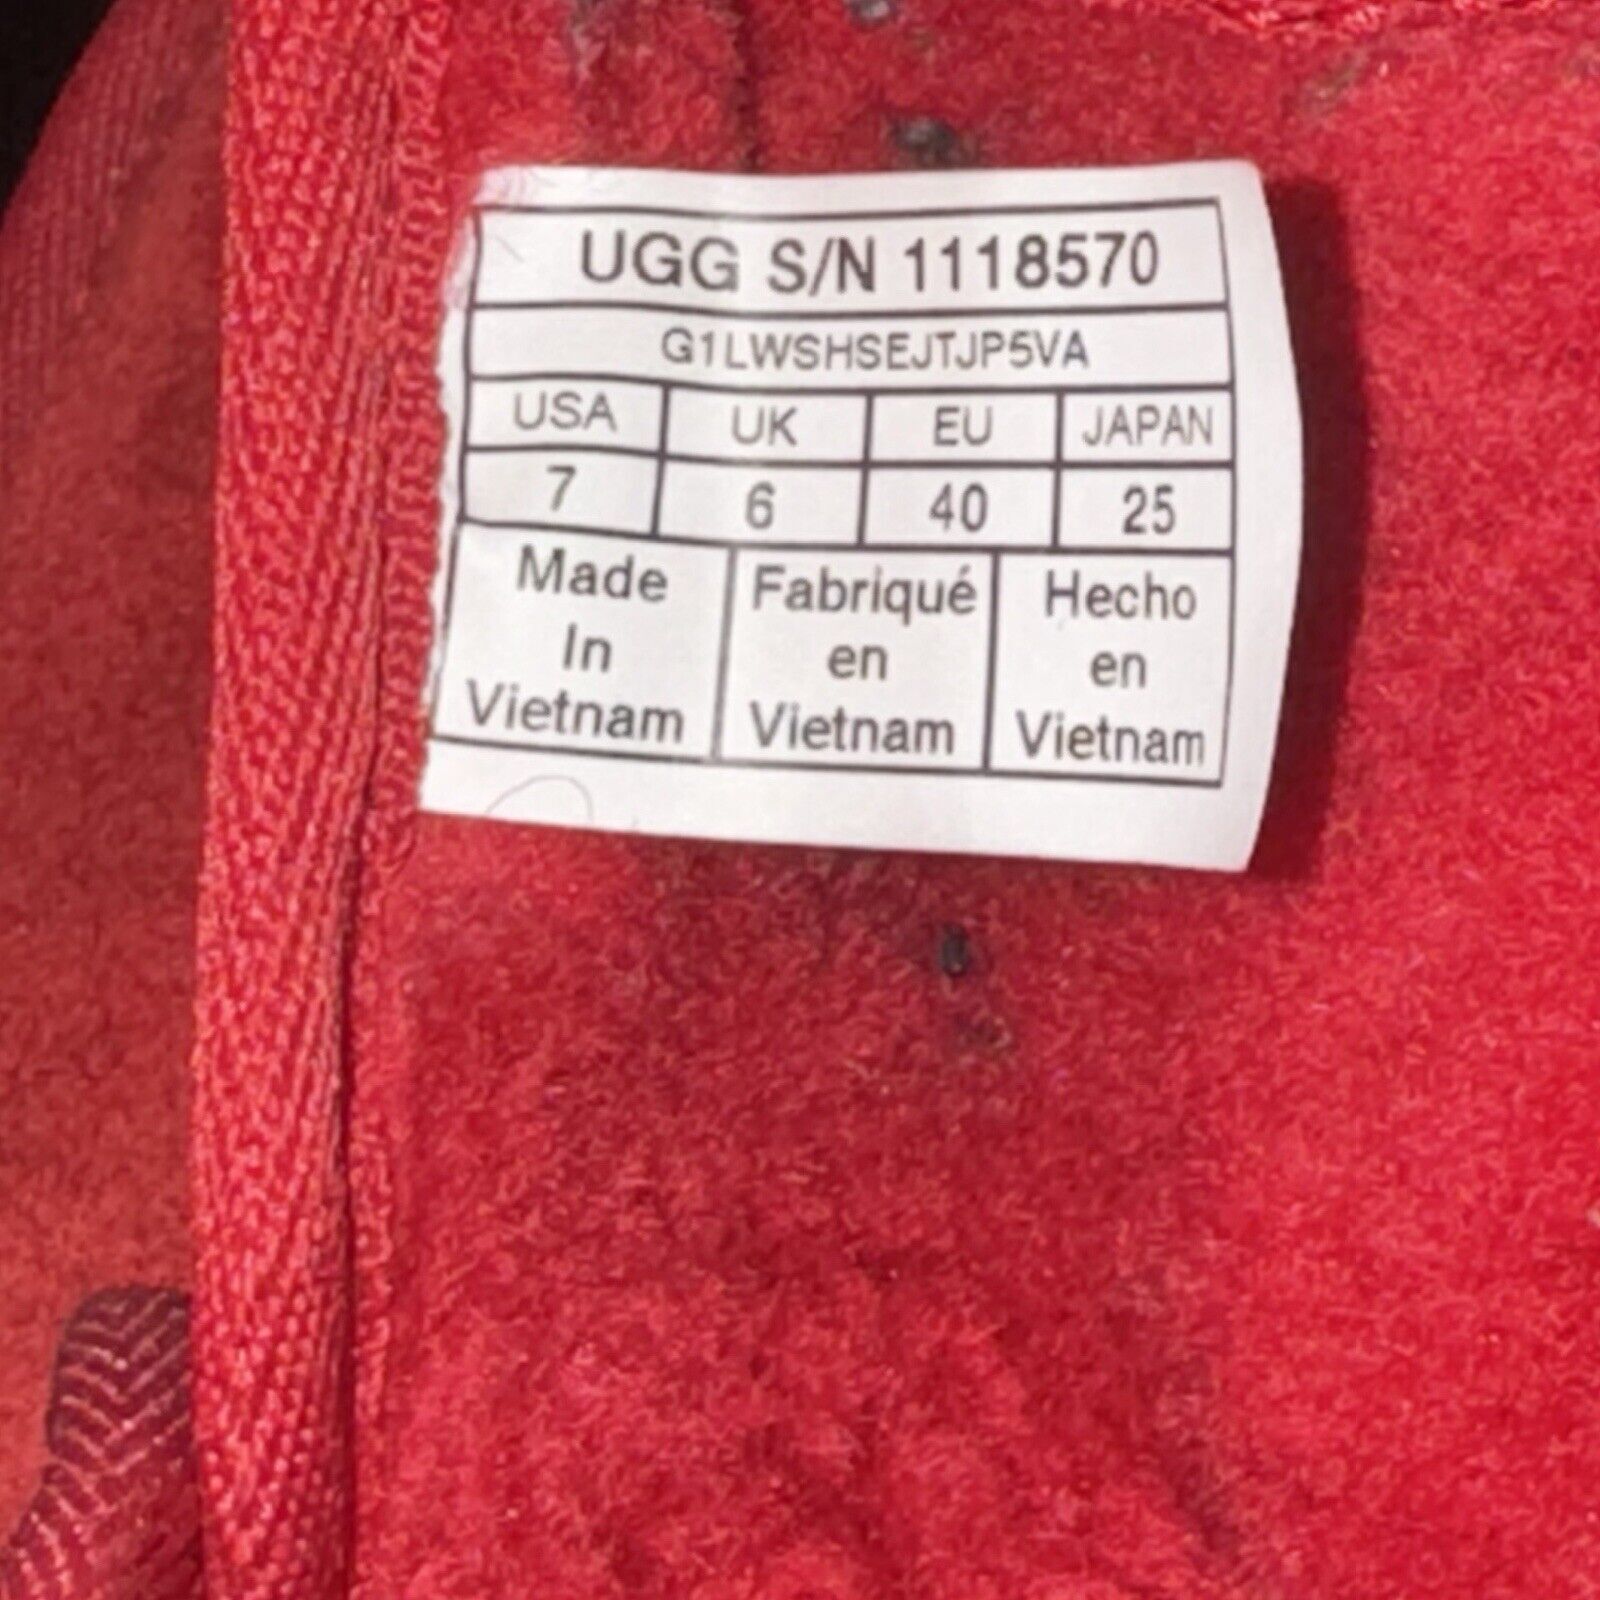 UGG S/N 1118570
G1LWSHSEJTJP5VA
USA UK EU JAPAN
7 6 40 25
Made In Vietnam
Fabriqué en Vietnam
Hecho en Vietnam